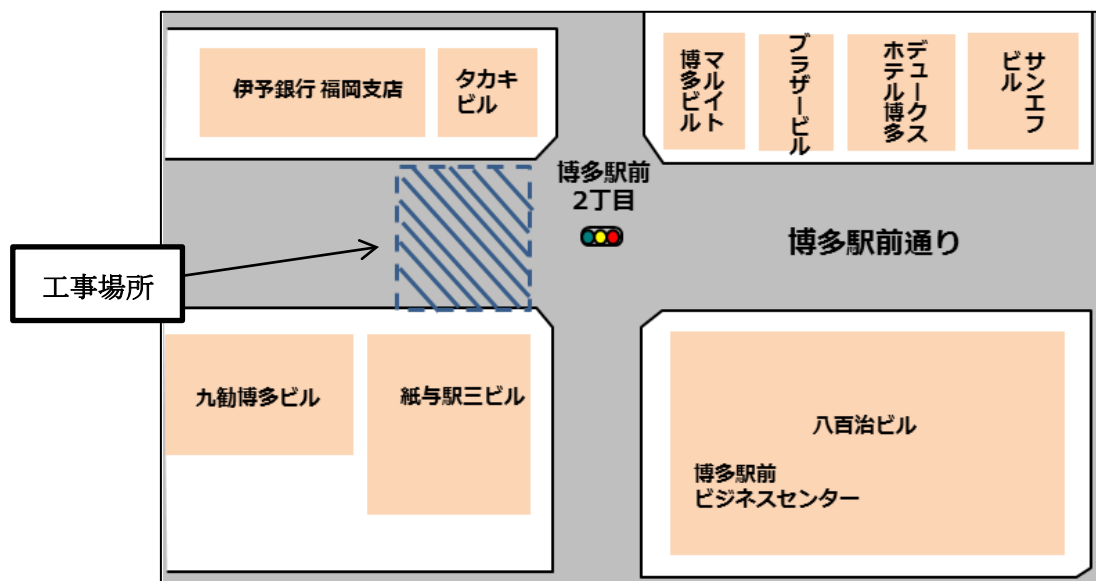 伊予銀行 福岡支店
タカキ
ビル
マルイト
博多ビル
ブラザービル
デュークス
ホテル博多
サンエフ
ビル
博多駅前
2丁目
博多駅前通り
工事場所
九勧博多ビル
紙与駅三ビル
八百治ビル
博多駅前
ビジネスセンター